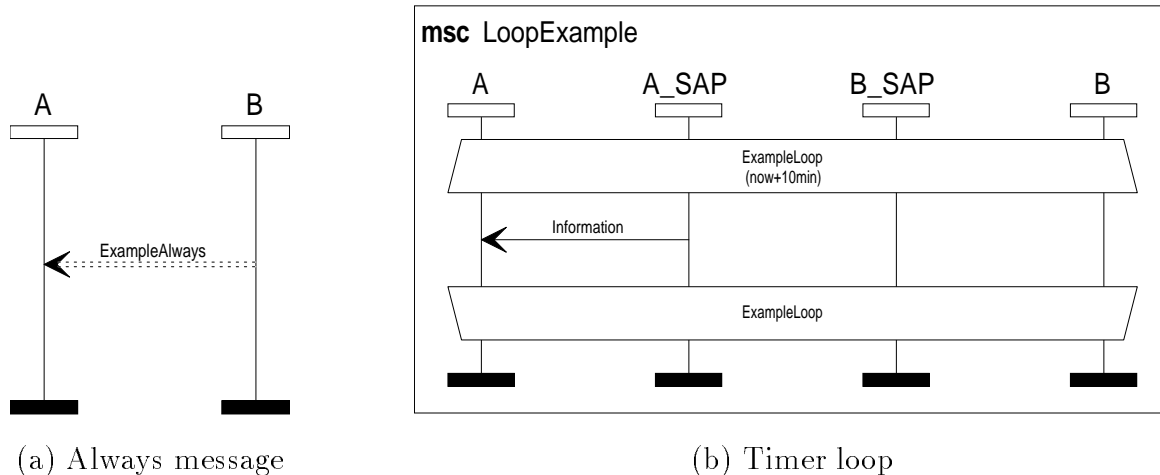 A B
ExampleAlways
(a) Always message
msc LoopExample
A A_SAP B_SAP B
ExampleLoop
(now+10min)
Information
ExampleLoop
(b) Timer loop